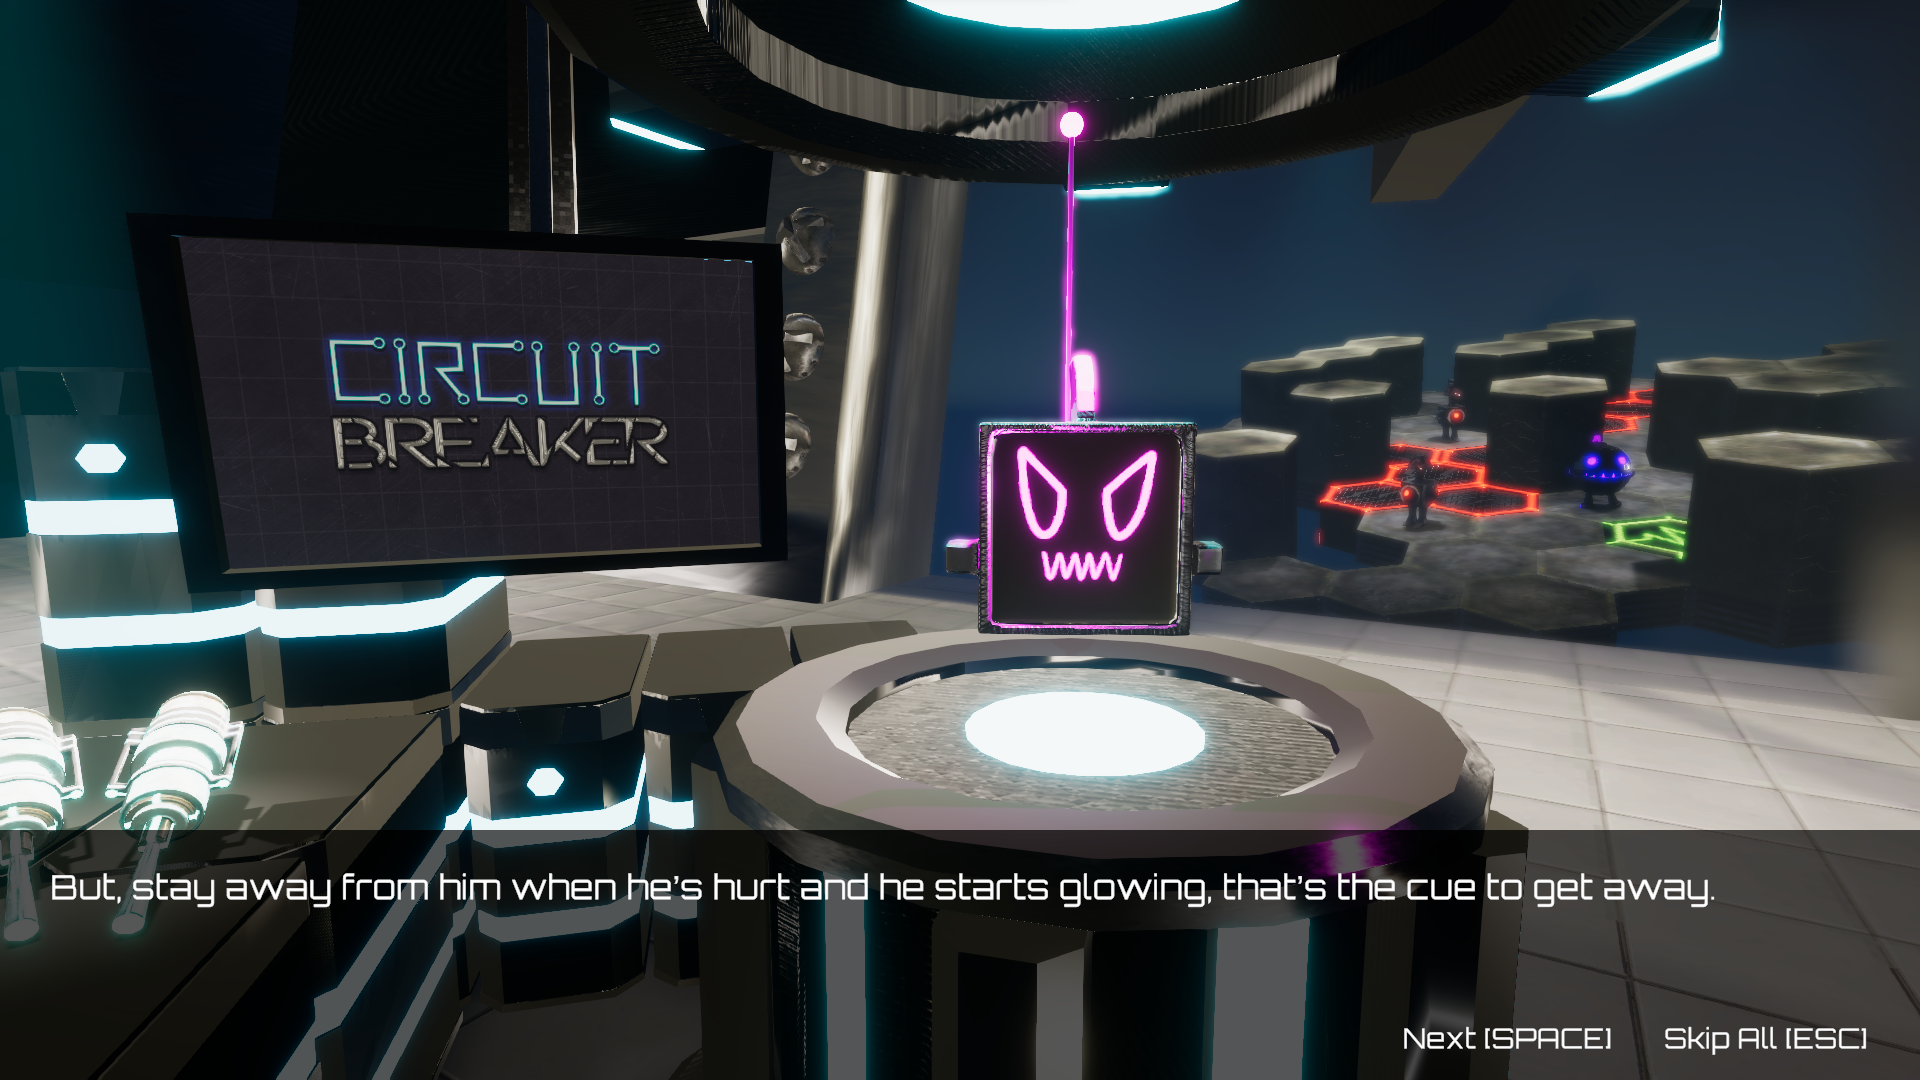 CIRCUIT
BREAKER
But, stay away from him when he's hurt and he starts glowing, that's the cue to get away.
Next [SPACE] Skip All [ESC]